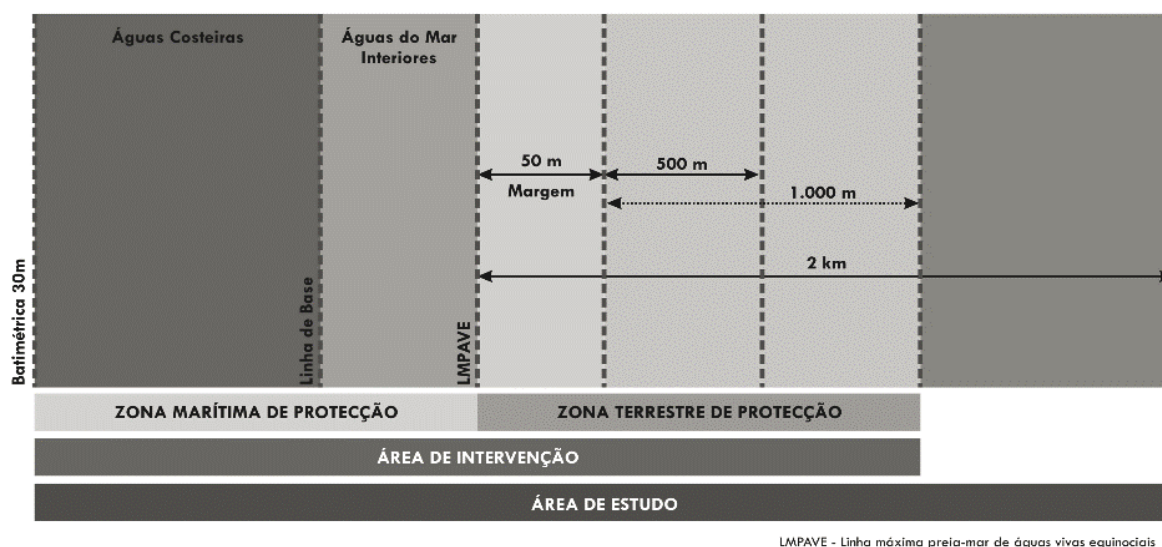 Águas Costeiras
Águas do Mar
Interiores
50 m
Margem
500 m
1.000 m
2 km
Batimétrica 30m
Linha de Base
LMPAVE
ZONA MARÍTIMA DE PROTECÇÃO
ZONA TERRESTRE DE PROTECÇÃO
ÁREA DE INTERVENÇÃO
ÁREA DE ESTUDO
LMPAVE - Linha máxima preia-mar de águas vivas equinociais